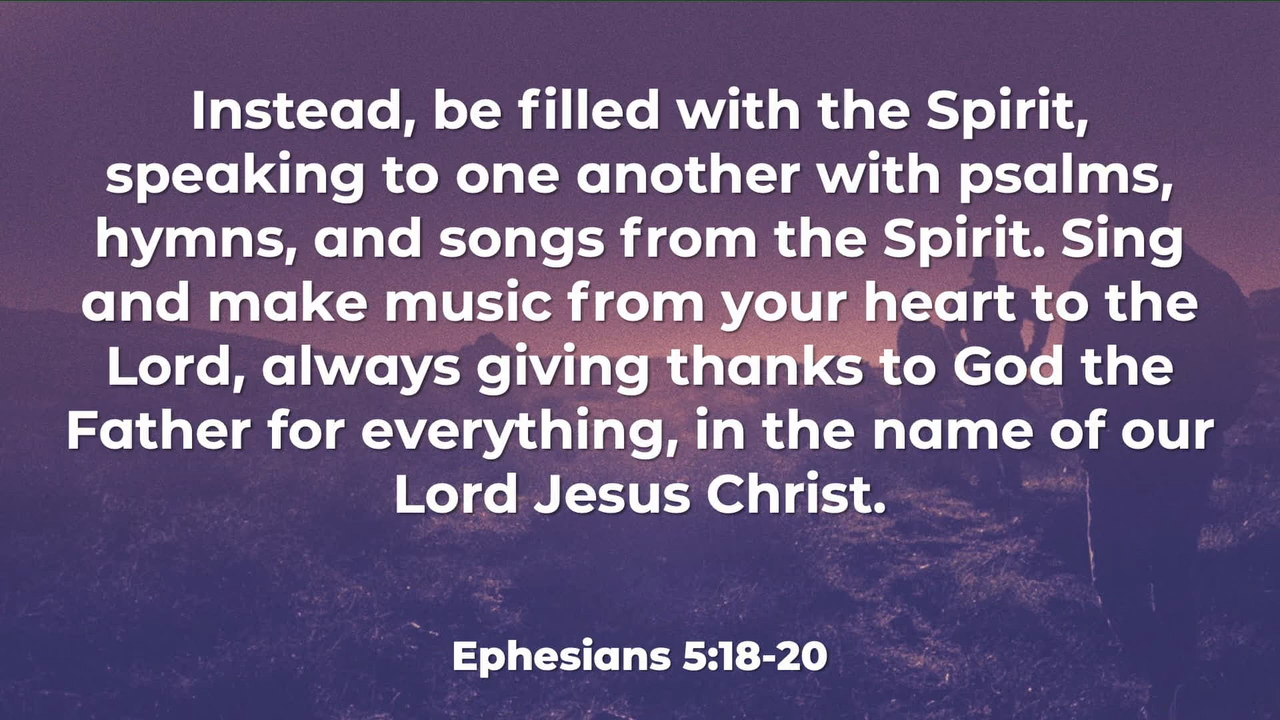 Instead, be filled with the Spirit,
speaking to one another with psalms,
hymns, and songs from the Spirit. Sing
and make music from your heart to the
Lord, always giving thanks to God the
Father for everything, in the name of our
Lord Jesus Christ.
Ephesians 5:18-20